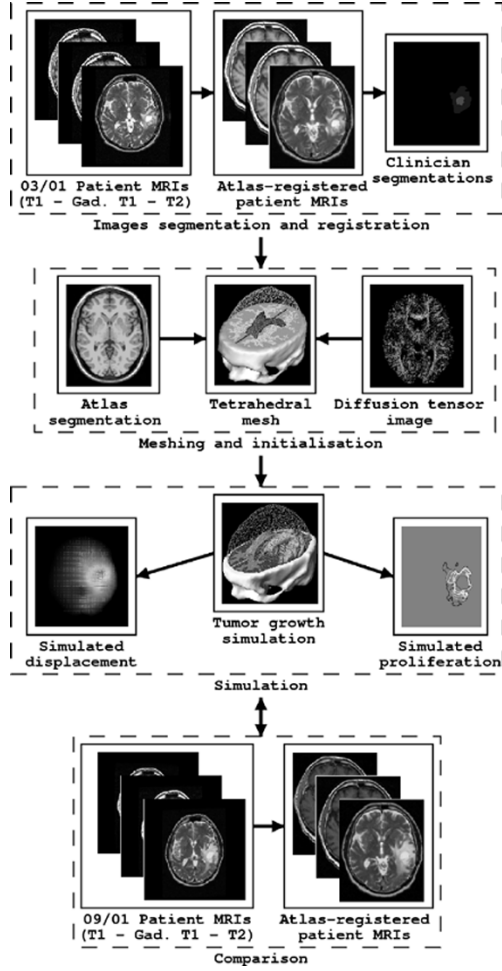 03/01 Patient MRIs
(T1 - Gad. T1 - T2)
Atlas-registered
patient MRIs
Clinician
segmentations
Images segmentation and registration
Atlas
segmentation
Tetrahedral
mesh
Diffusion tensor
image
Meshing and initialisation
Simulated
displacement
Tumor growth
simulation
Simulated
proliferation
Simulation
09/01 Patient MRIs
(T1 - Gad. T1 - T2)
Atlas-registered
patient MRIs
Comparison